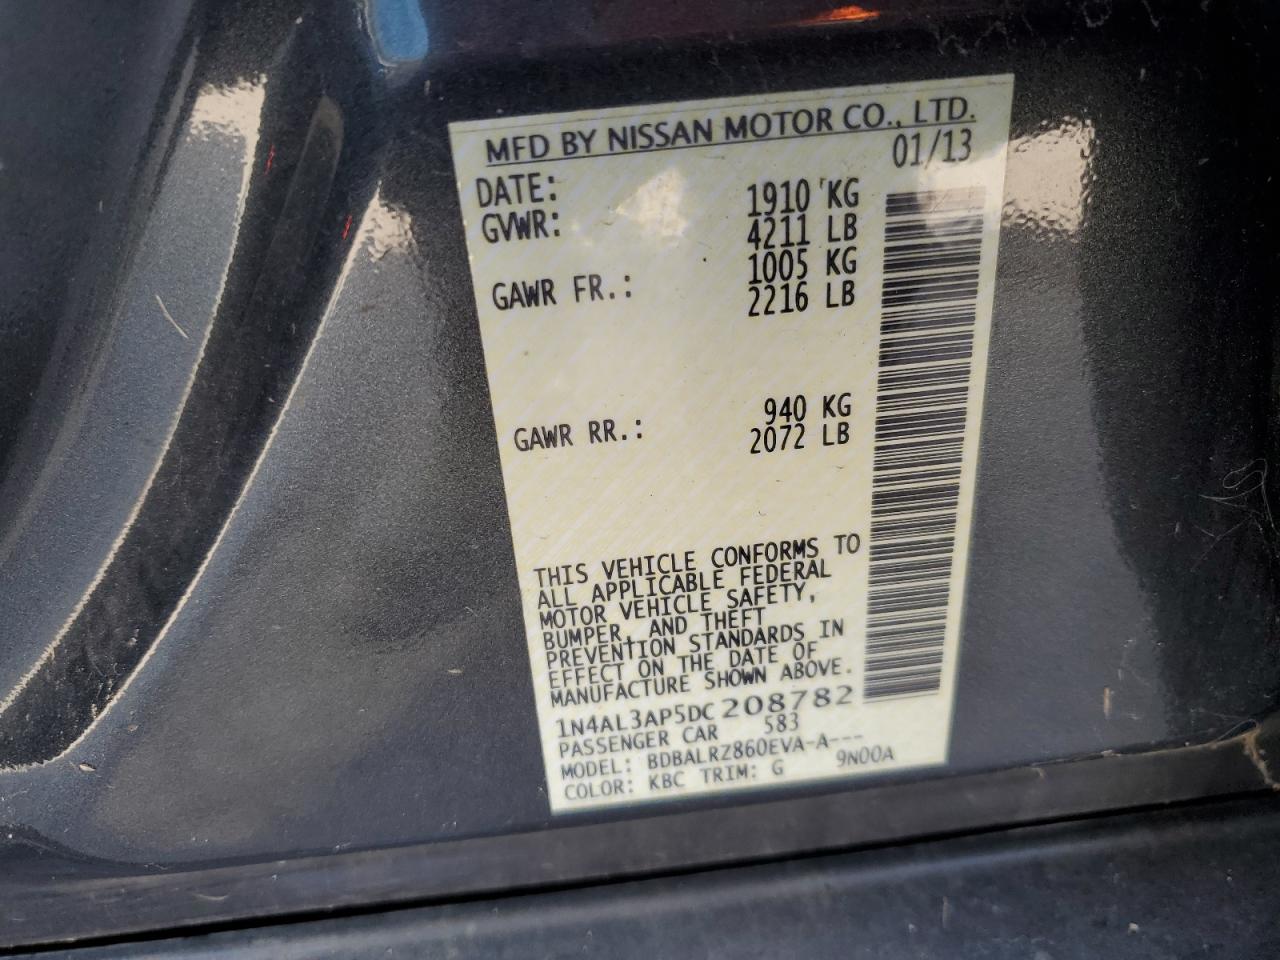 MFD BY NISSAN MOTOR CO., LTD.
DATE: 01/13
GVWR: 1910 KG
4211 LB
GAWR FR.: 1005 KG
2216 LB
GAWR RR.: 940 KG
2072 LB
THIS VEHICLE CONFORMS TO
ALL APPLICABLE FEDERAL
MOTOR VEHICLE SAFETY,
BUMPER, AND THEFT
PREVENTION STANDARDS IN
EFFECT ON THE DATE OF
MANUFACTURE SHOWN ABOVE.
1N4AL3AP5DC208782
PASSENGER CAR 583
MODEL: BDBALRZ860EVA-A---
COLOR: KBC TRIM: G 9N00A